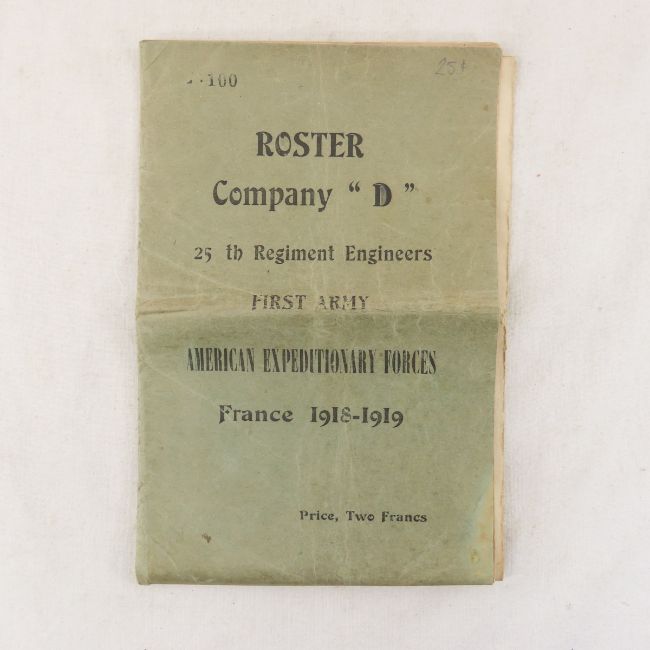 100
25¢
ROSTER
Company " D "
25 th Regiment Engineers
FIRST ARMY
AMERICAN EXPEDITIONARY FORCES
France 1918-1919
Price, Two Francs